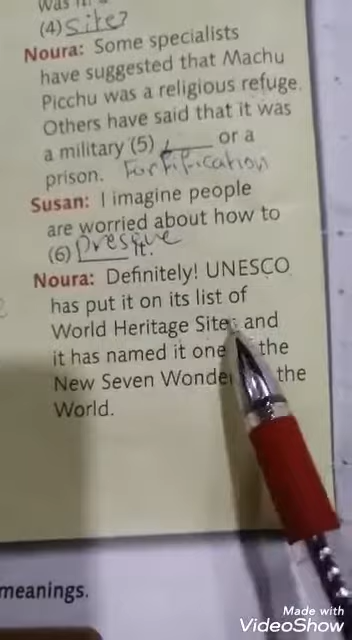 was it a
(4) Site?
Noura: Some specialists
have suggested that Machu
Picchu was a religious refuge.
Others have said that it was
a military (5) ____ or a
prison. Fortification
Susan: I imagine people
are worried about how to
(6) Preserve it.
Noura: Definitely! UNESCO
has put it on its list of
World Heritage Sites and
it has named it one the
New Seven Wonde the
World.
meanings.
Made with
VideoShow